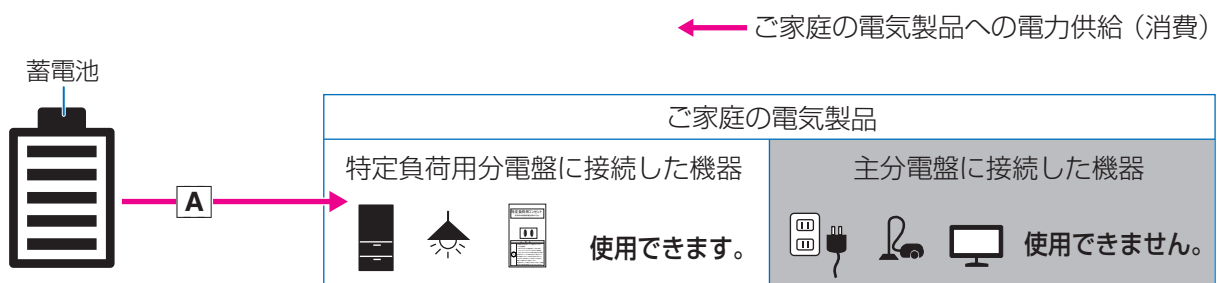 ご家庭の電気製品への電力供給（消費）
蓄電池
ご家庭の電気製品
特定負荷用分電盤に接続した機器
主分電盤に接続した機器
A
使用できます。
使用できません。